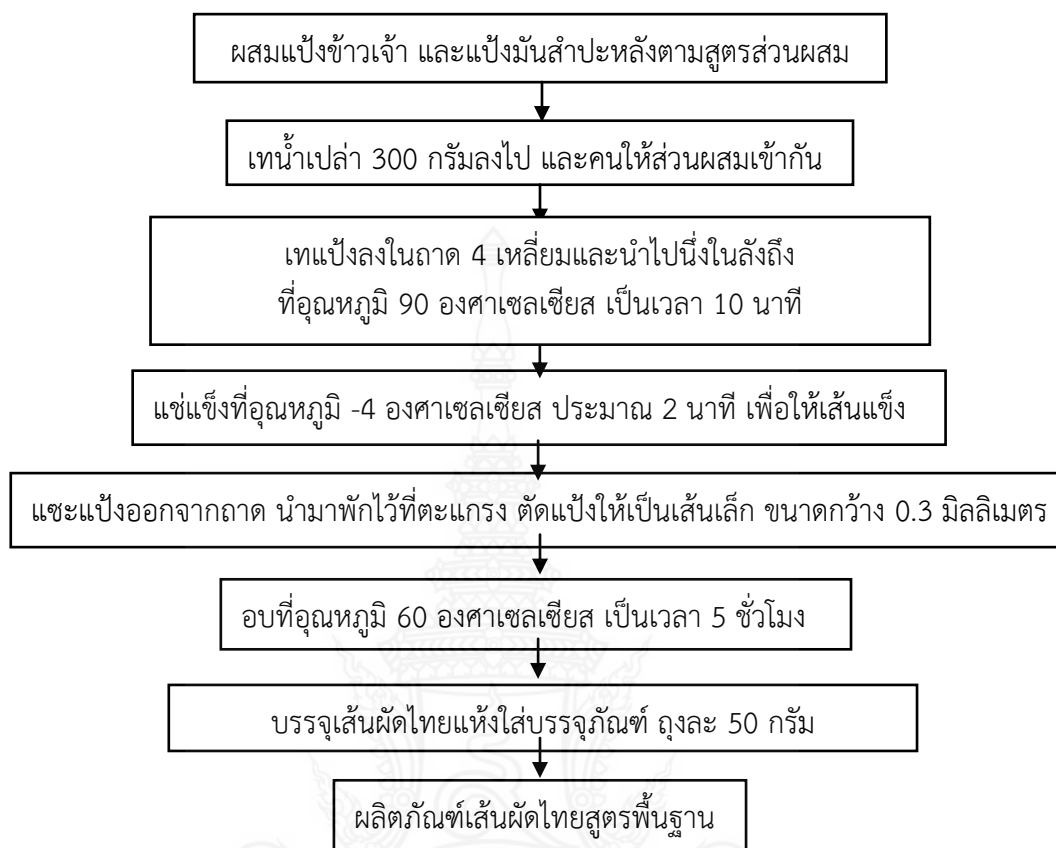 ผสมแป้งข้าวเจ้า และแป้งมันสำปะหลังตามสูตรส่วนผสม
เทน้ำเปล่า 300 กรัมลงไป และคนให้ส่วนผสมเข้ากัน
เทแป้งลงในถาด 4 เหลี่ยมและนำไปนึ่งในลังถึง
ที่อุณหภูมิ 90 องศาเซลเซียส เป็นเวลา 10 นาที
แช่แข็งที่อุณหภูมิ -4 องศาเซลเซียส ประมาณ 2 นาที เพื่อให้เส้นแข็ง
แซะแป้งออกจากถาด นำมาพักไว้ที่ตะแกรง ตัดแป้งให้เป็นเส้นเล็ก ขนาดกว้าง 0.3 มิลลิเมตร
อบที่อุณหภูมิ 60 องศาเซลเซียส เป็นเวลา 5 ชั่วโมง
บรรจุเส้นผัดไทยแห้งใส่บรรจุภัณฑ์ ถุงละ 50 กรัม
ผลิตภัณฑ์เส้นผัดไทยสูตรพื้นฐาน